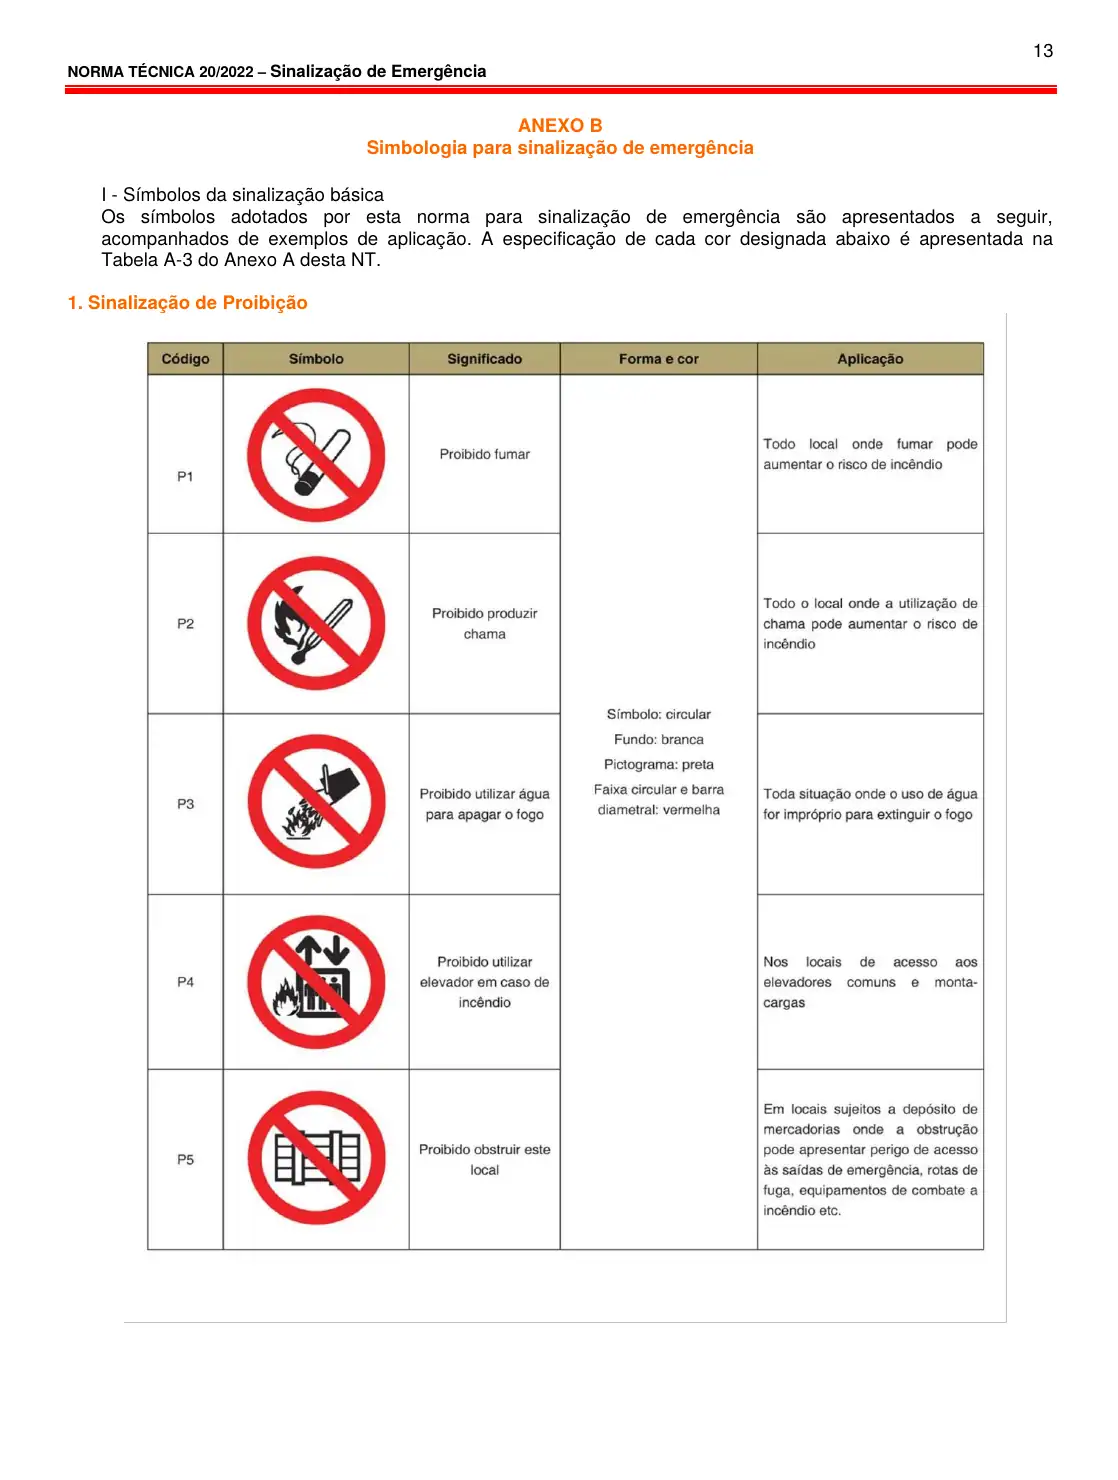 13
NORMA TÉCNICA 20/2022 – Sinalização de Emergência
ANEXO B
Simbologia para sinalização de emergência
I - Símbolos da sinalização básica
Os símbolos adotados por esta norma para sinalização de emergência são apresentados a seguir,
acompanhados de exemplos de aplicação. A especificação de cada cor designada abaixo é apresentada na
Tabela A-3 do Anexo A desta NT.
1. Sinalização de Proibição
Código Símbolo Significado Forma e cor Aplicação
P1
Proibido fumar
Todo local onde fumar pode
aumentar o risco de incêndio
P2
Proibido produzir
chama
Todo o local onde a utilização de
chama pode aumentar o risco de
incêndio
Símbolo: circular
Fundo: branca
Pictograma: preta
Faixa circular e barra
diametral: vermelha
P3
Proibido utilizar água
para apagar o fogo
Toda situação onde o uso de água
for impróprio para extinguir o fogo
P4
Proibido utilizar
elevador em caso de
incêndio
Nos locais de acesso aos
elevadores comuns e monta-
cargas
P5
Proibido obstruir este
local
Em locais sujeitos a depósito de
mercadorias onde a obstrução
pode apresentar perigo de acesso
às saídas de emergência, rotas de
fuga, equipamentos de combate a
incêndio etc.